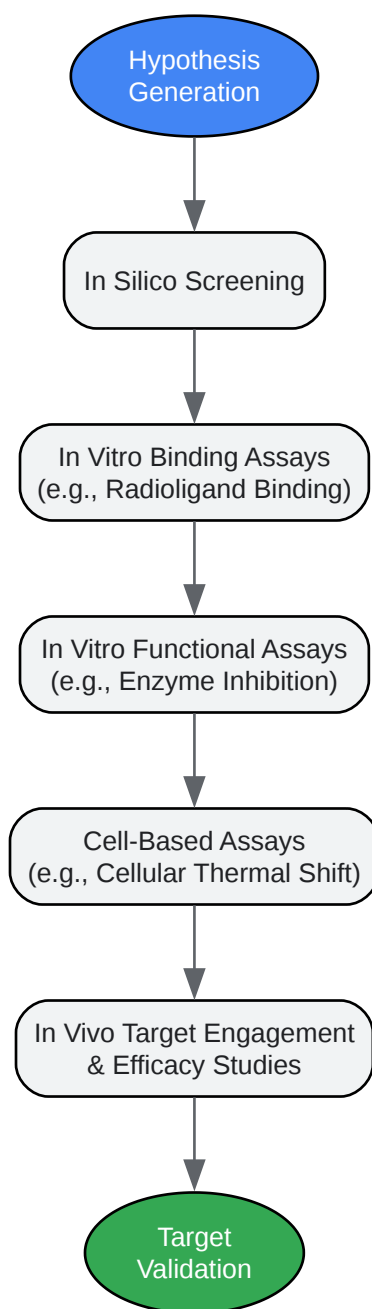 Hypothesis
Generation
In Silico Screening
In Vitro Binding Assays
(e.g., Radioligand Binding)
In Vitro Functional Assays
(e.g., Enzyme Inhibition)
Cell-Based Assays
(e.g., Cellular Thermal Shift)
In Vivo Target Engagement
& Efficacy Studies
Target
Validation